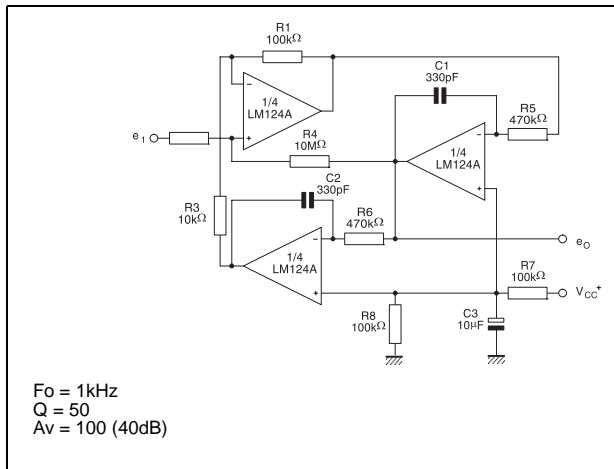 R1
100kΩ
C1
330pF
1/4
LM124A
R5
470kΩ
e1
R4
10MΩ
1/4
LM124A
C2
330pF
R3
10kΩ
R6
470kΩ
1/4
LM124A
eO
R7
100kΩ
R8
100kΩ
C3
10μF
VCC+
Fo = 1kHz
Q = 50
Av = 100 (40dB)